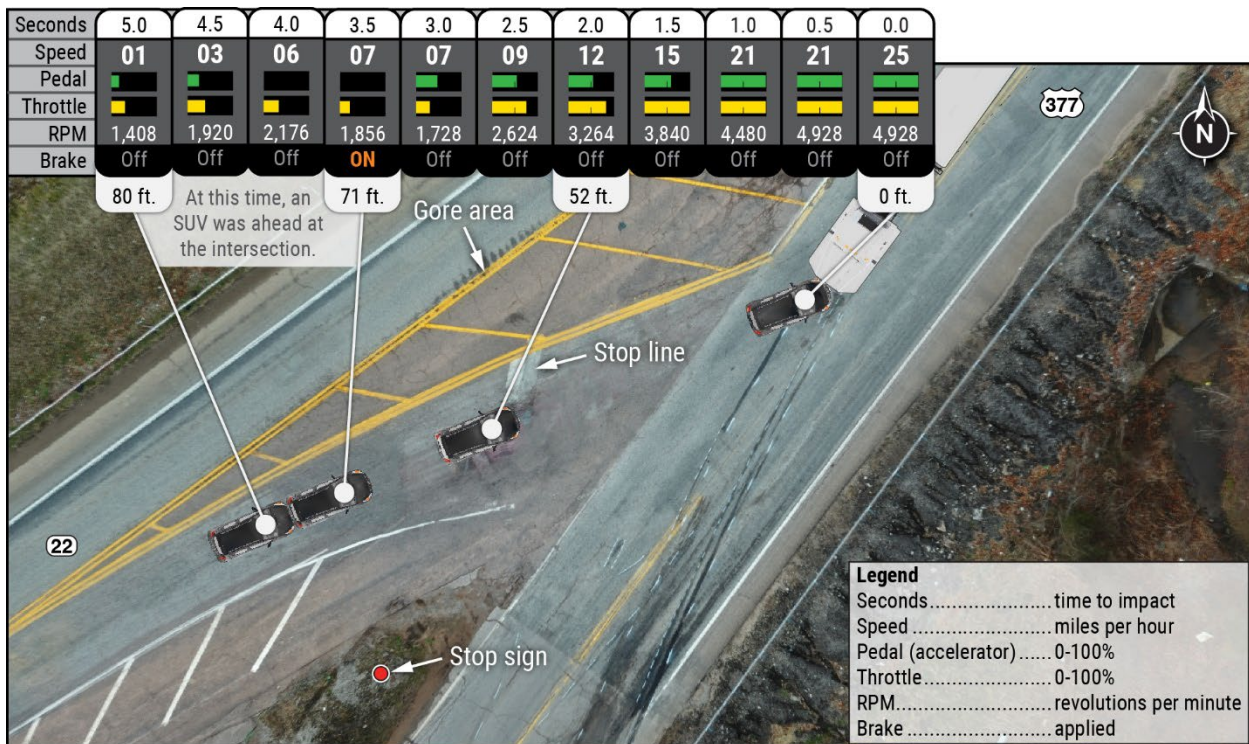 Seconds 5.0 4.5 4.0 3.5 3.0 2.5 2.0 1.5 1.0 0.5 0.0
Speed 01 03 06 07 07 09 12 15 21 21 25
Pedal
Throttle
RPM 1,408 1,920 2,176 1,856 1,728 2,624 3,264 3,840 4,480 4,928 4,928
Brake Off Off Off ON Off Off Off Off Off Off Off
80 ft. 71 ft. 52 ft. 0 ft.
At this time, an
SUV was ahead at
the intersection.
377
N
Gore area
Stop line
22
Stop sign
Legend
Seconds......................time to impact
Speed ........................miles per hour
Pedal (accelerator)......0-100%
Throttle......................0-100%
RPM...........................revolutions per minute
Brake .........................applied